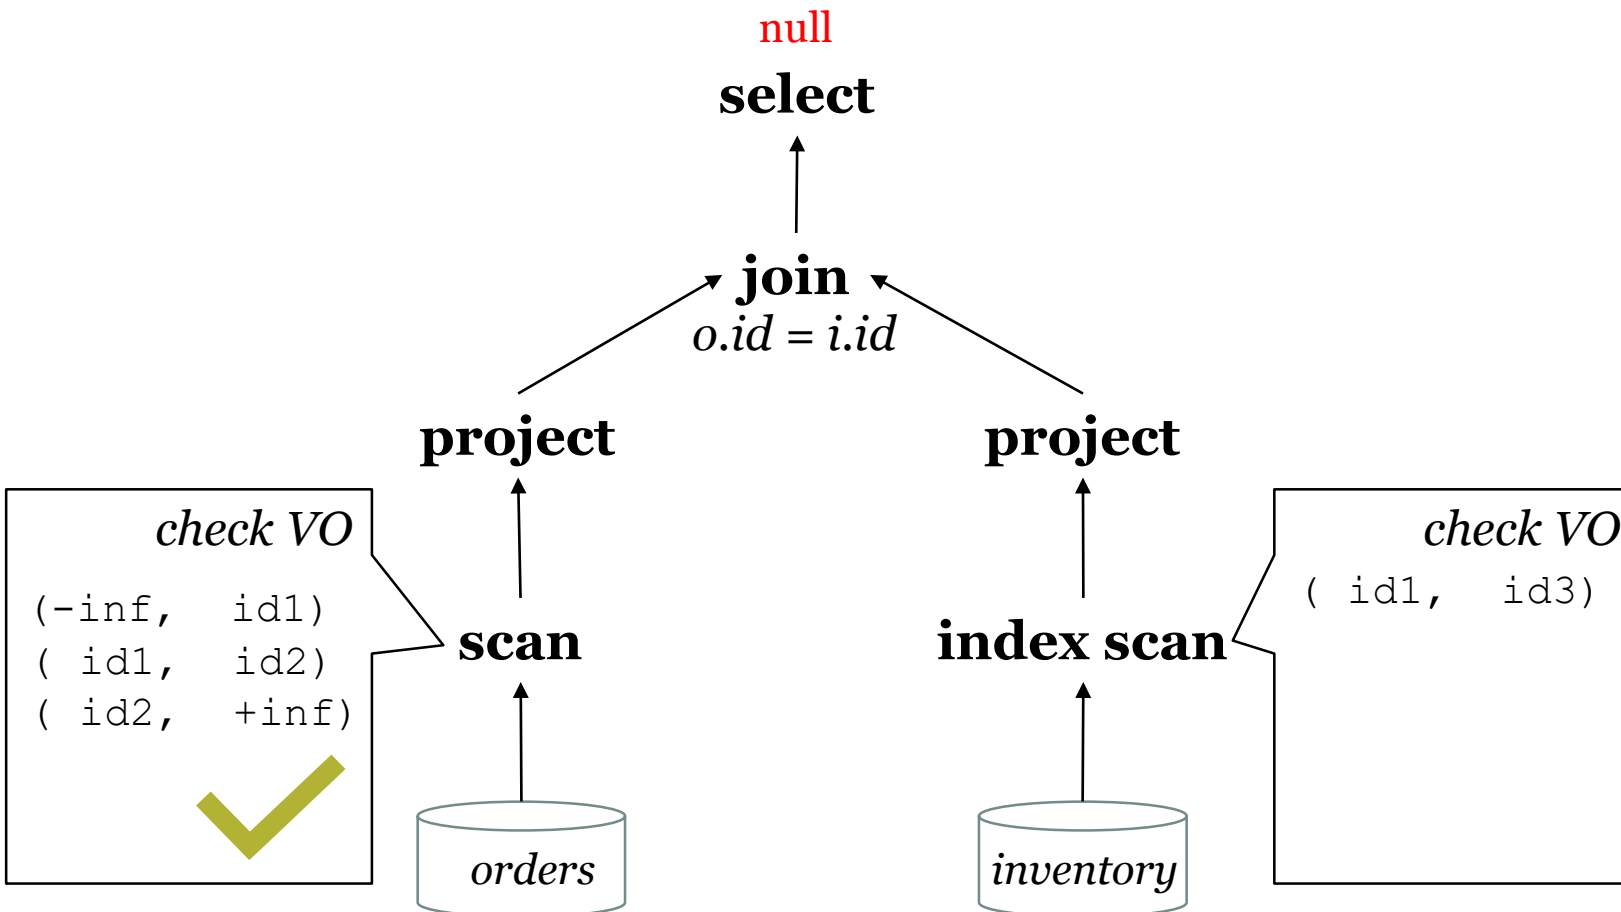 null
select
join
o.id = i.id
project
project
check VO
(-inf, id1)
( id1, id2)
( id2, +inf)
scan
index scan
check VO
( id1, id3)
orders
inventory